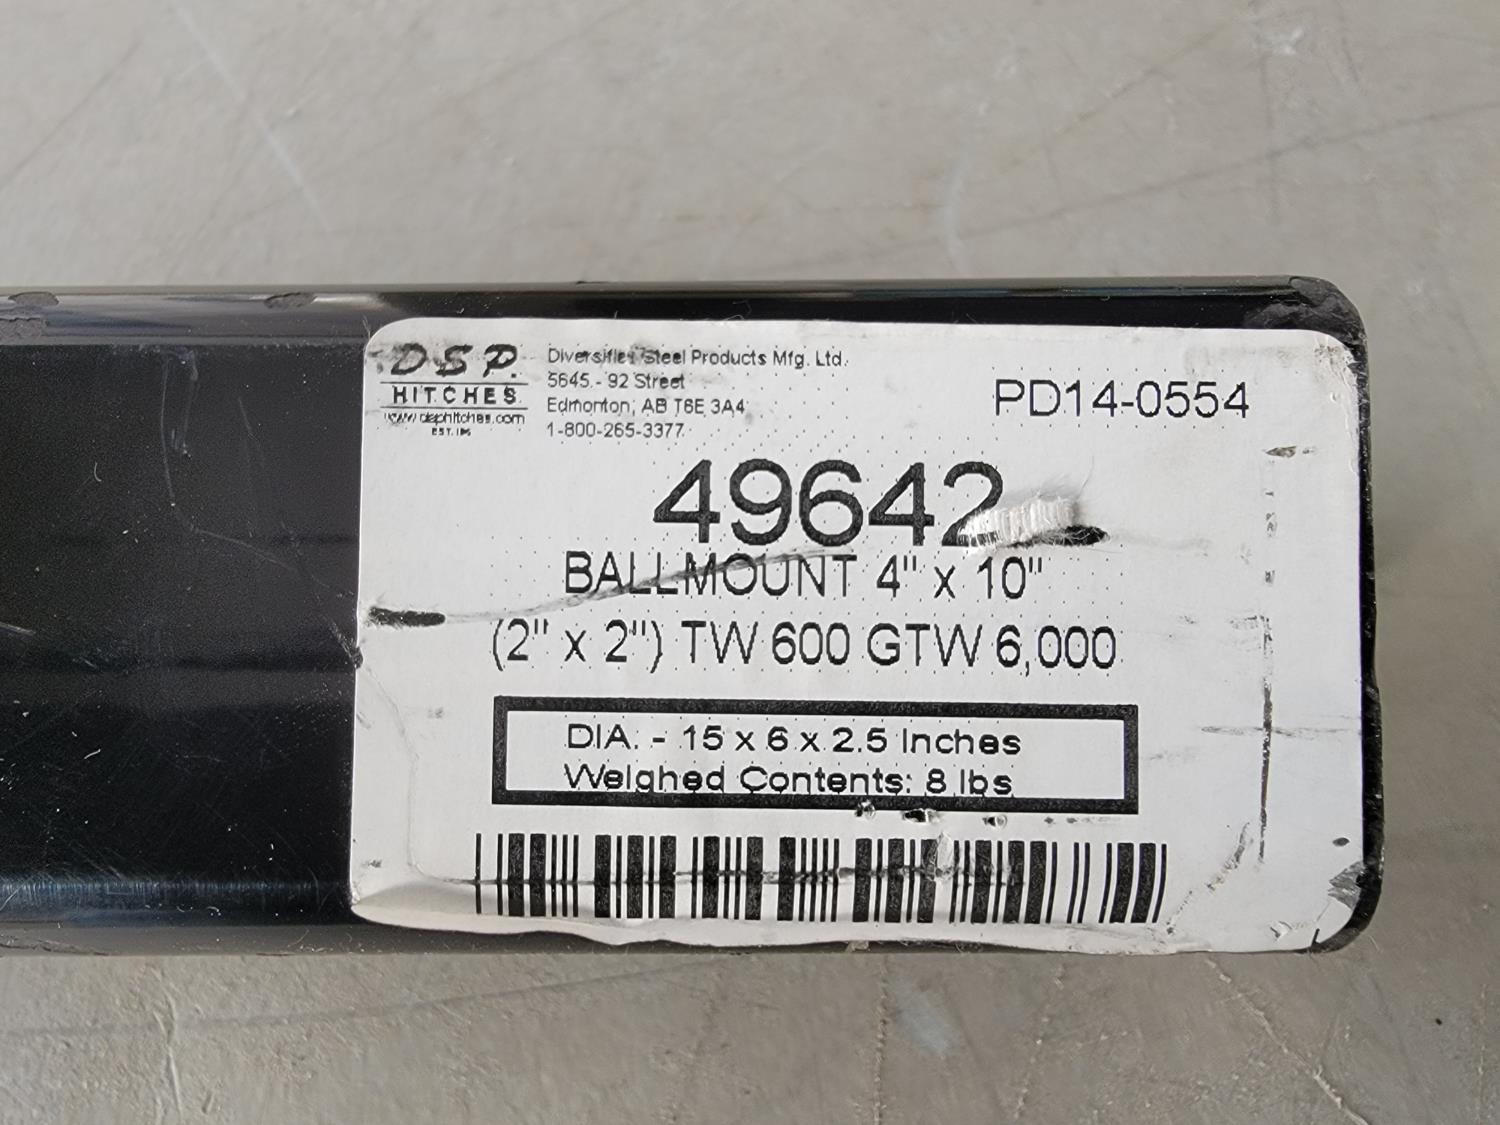 DSP.
HITCHES
www.dsphitches.com
Diversified Steel Products Mfg. Ltd.
5645 - 92 Street
Edmonton, AB T6E 3A4
1-800-265-3377
PD14-0554
49642
BALLMOUNT 4" x 10"
(2" x 2") TW 600 GTW 6,000
DIA. - 15 x 6 x 2.5 Inches
Weighed Contents: 8 lbs